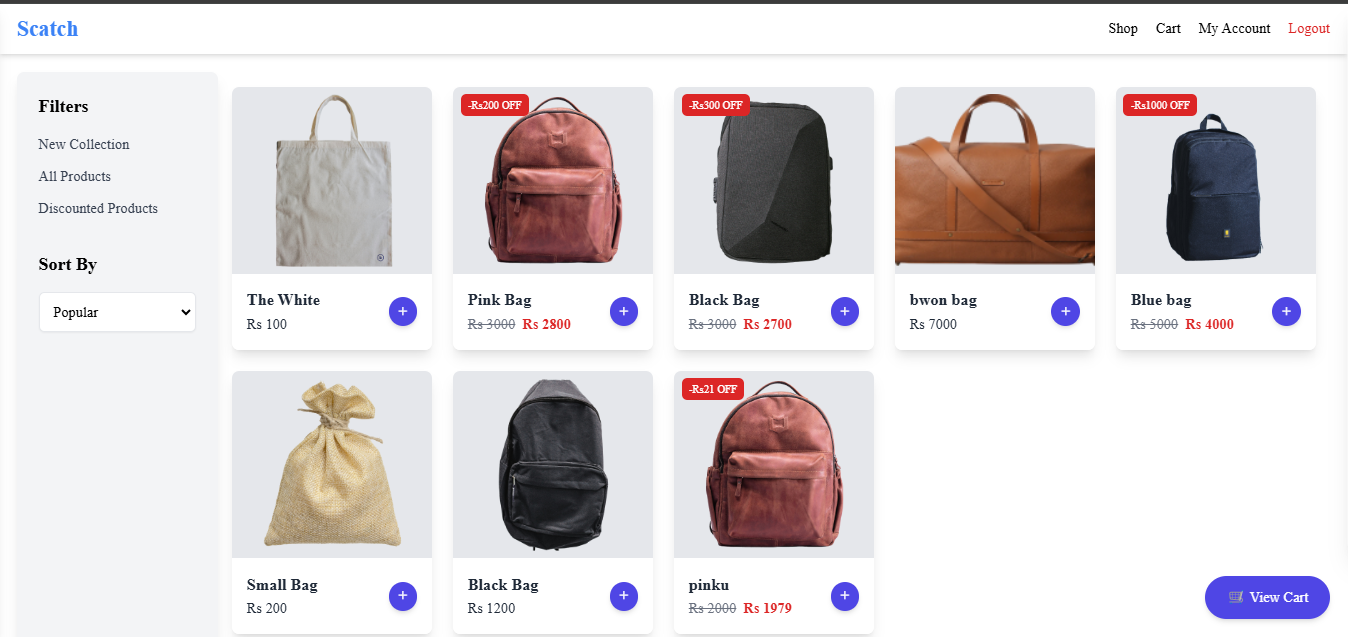 Scatch
Shop Cart My Account Logout
Filters
New Collection
All Products
Discounted Products
Sort By
Popular
The White
Rs 100
+
-Rs200 OFF
Pink Bag
Rs 3000 Rs 2800
+
-Rs300 OFF
Black Bag
Rs 3000 Rs 2700
+
bwon bag
Rs 7000
+
-Rs1000 OFF
Blue bag
Rs 5000 Rs 4000
+
Small Bag
Rs 200
+
Black Bag
Rs 1200
+
-Rs21 OFF
pinku
Rs 2000 Rs 1979
+
🛒 View Cart